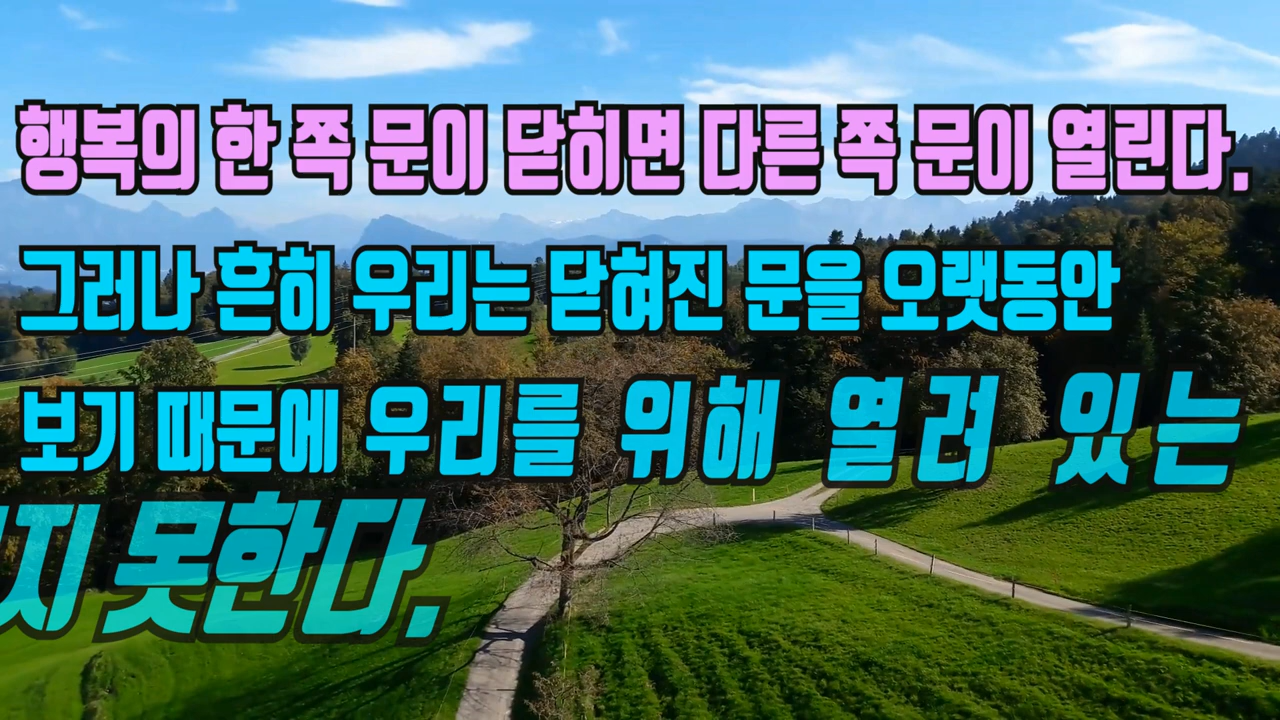 행복의 한 쪽 문이 닫히면 다른 쪽 문이 열린다.
그러나 흔히 우리는 닫혀진 문을 오랫동안
보기 때문에 우리를 위해 열려 있는
못한다.